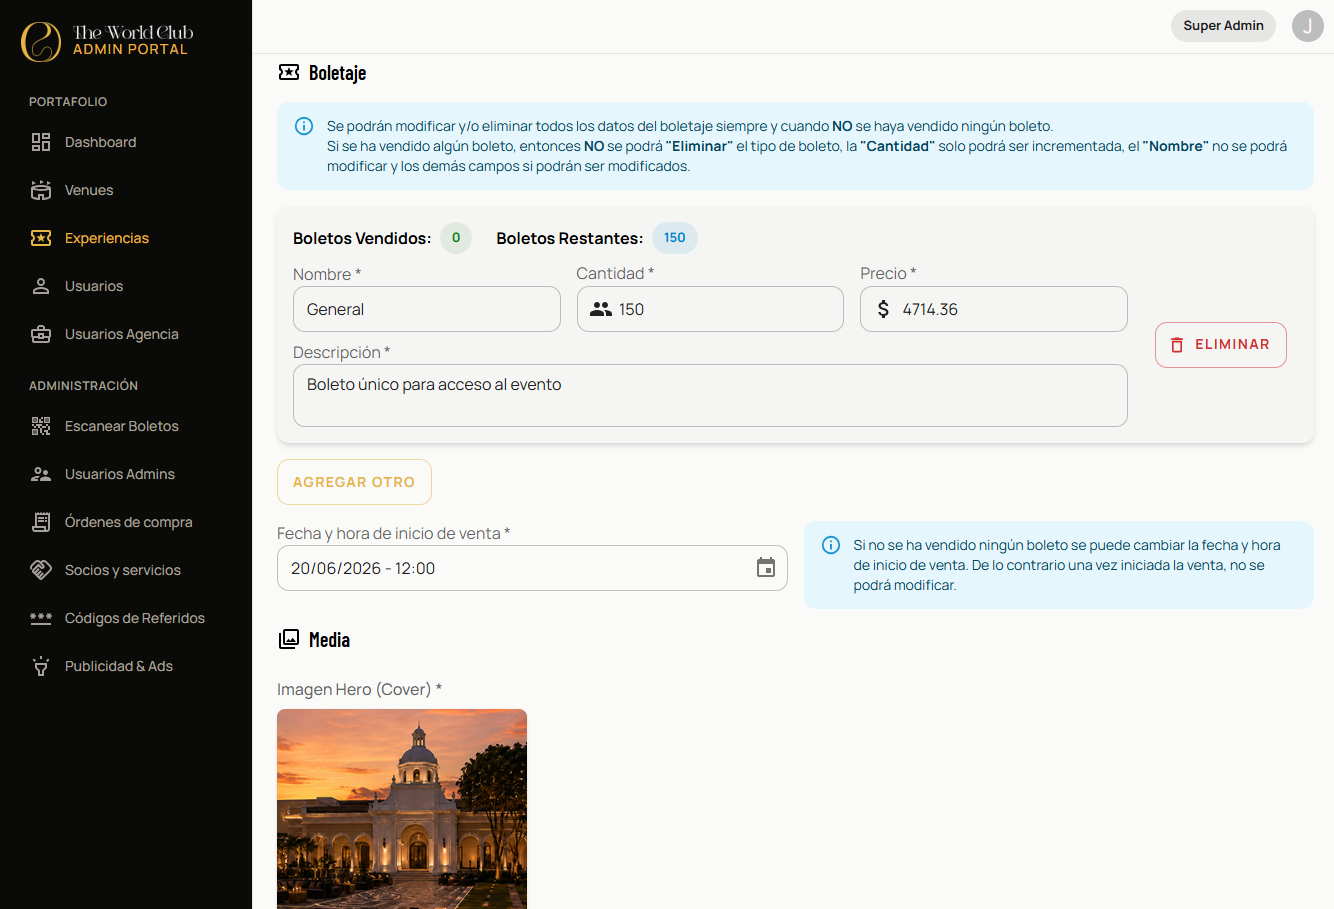 The World Club
ADMIN PORTAL
Super Admin
J
PORTAFOLIO
Dashboard
Venues
Experiencias
Usuarios
Usuarios Agencia
ADMINISTRACIÓN
Escanear Boletos
Usuarios Admins
Órdenes de compra
Socios y servicios
Códigos de Referidos
Publicidad & Ads
Boletaje
Se podrán modificar y/o eliminar todos los datos del boletaje siempre y cuando NO se haya vendido ningún boleto.
Si se ha vendido algún boleto, entonces NO se podrá "Eliminar" el tipo de boleto, la "Cantidad" solo podrá ser incrementada, el "Nombre" no se podrá
modificar y los demás campos si podrán ser modificados.
Boletos Vendidos: 0 Boletos Restantes: 150
Nombre * Cantidad * Precio *
General 150 $ 4714.36
ELIMINAR
Descripción *
Boleto único para acceso al evento
AGREGAR OTRO
Fecha y hora de inicio de venta *
20/06/2026 - 12:00
Si no se ha vendido ningún boleto se puede cambiar la fecha y hora
de inicio de venta. De lo contrario una vez iniciada la venta, no se
podrá modificar.
Media
Imagen Hero (Cover) *